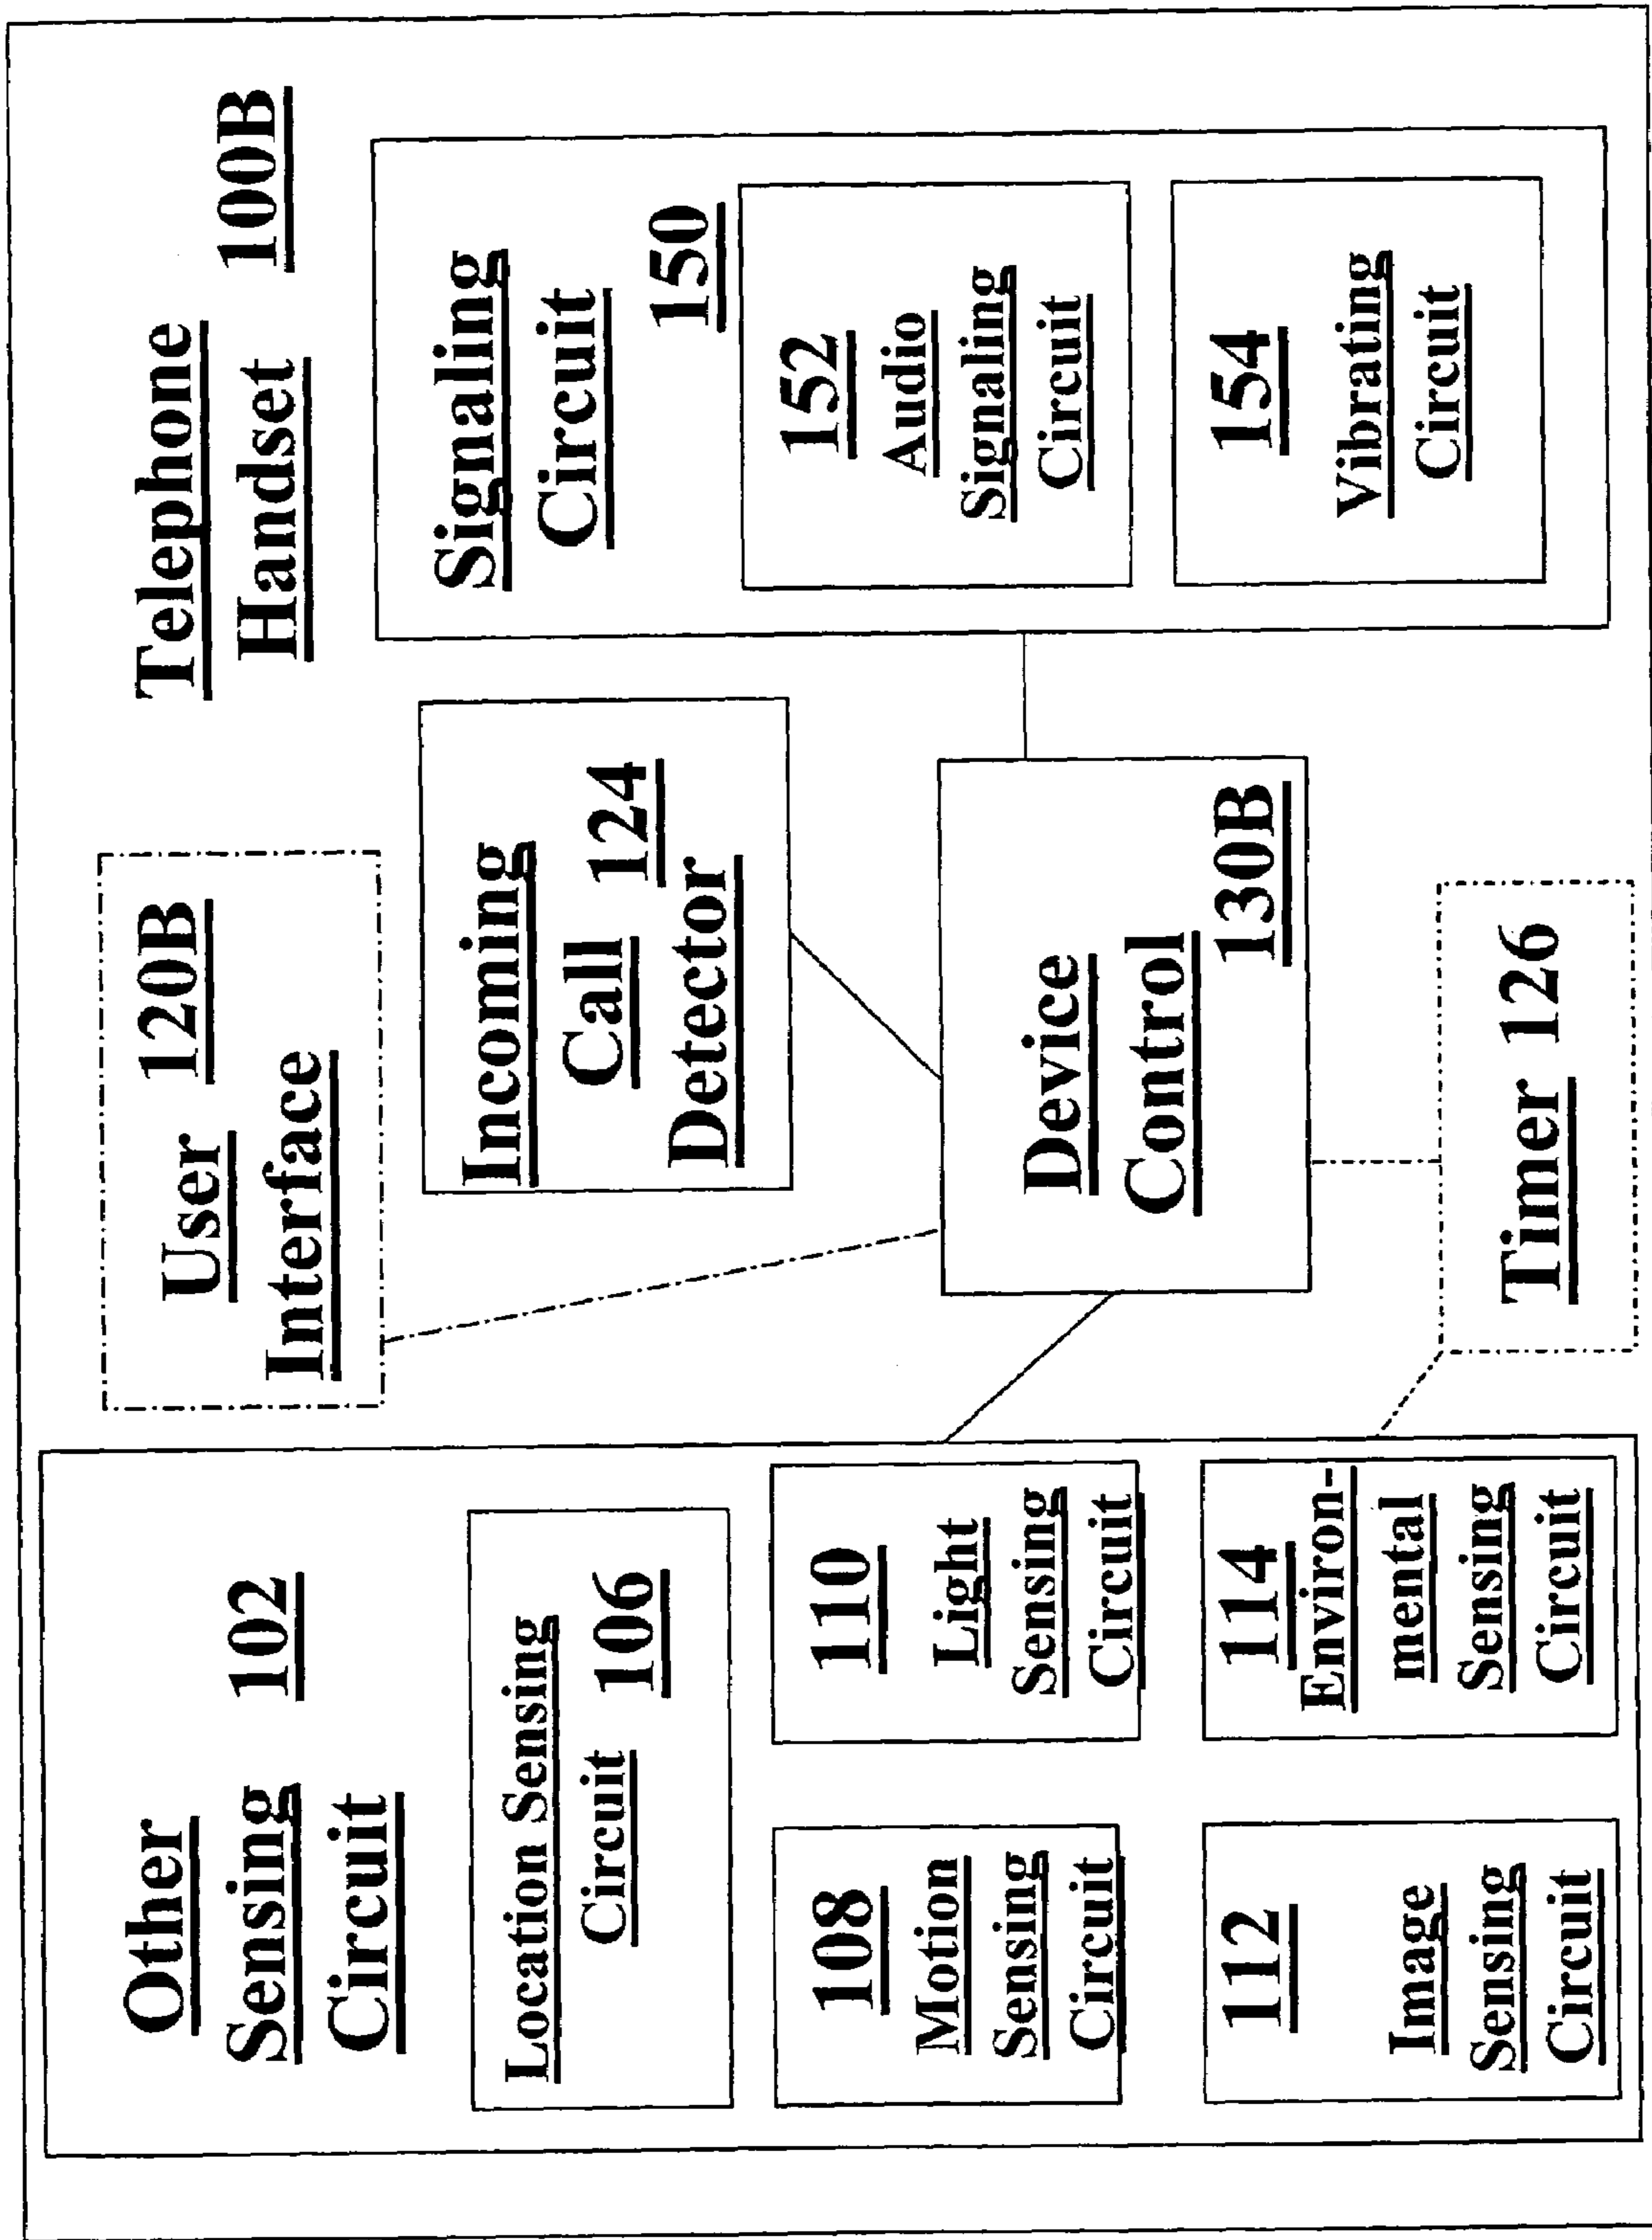 Telephone
Handset 100B
Other
Sensing 102
Circuit
Location Sensing
Circuit 106
108
Motion
Sensing
Circuit
110
Light
Sensing
Circuit
112
Image
Sensing
Circuit
114
Environ-
mental
Sensing
Circuit
User 120B
Interface
Incoming
Call 124
Detector
Device
Control
130B
Timer 126
Signaling
Circuit
150
152
Audio
Signaling
Circuit
154
Vibrating
Circuit